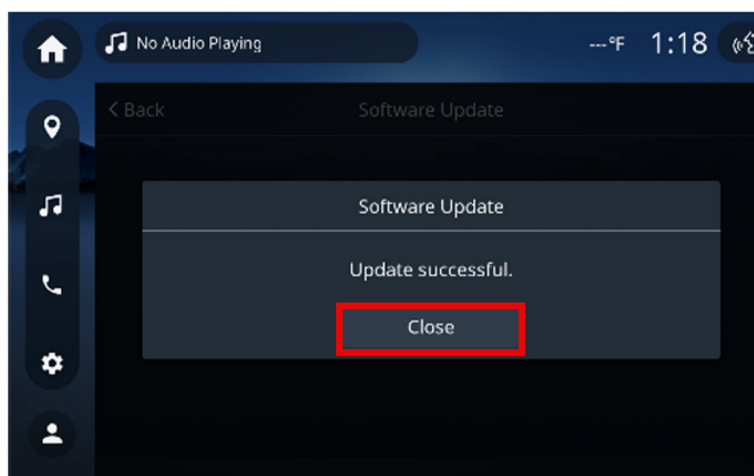 No Audio Playing
---°F 1:18
< Back
Software Update
Software Update
Update successful.
Close